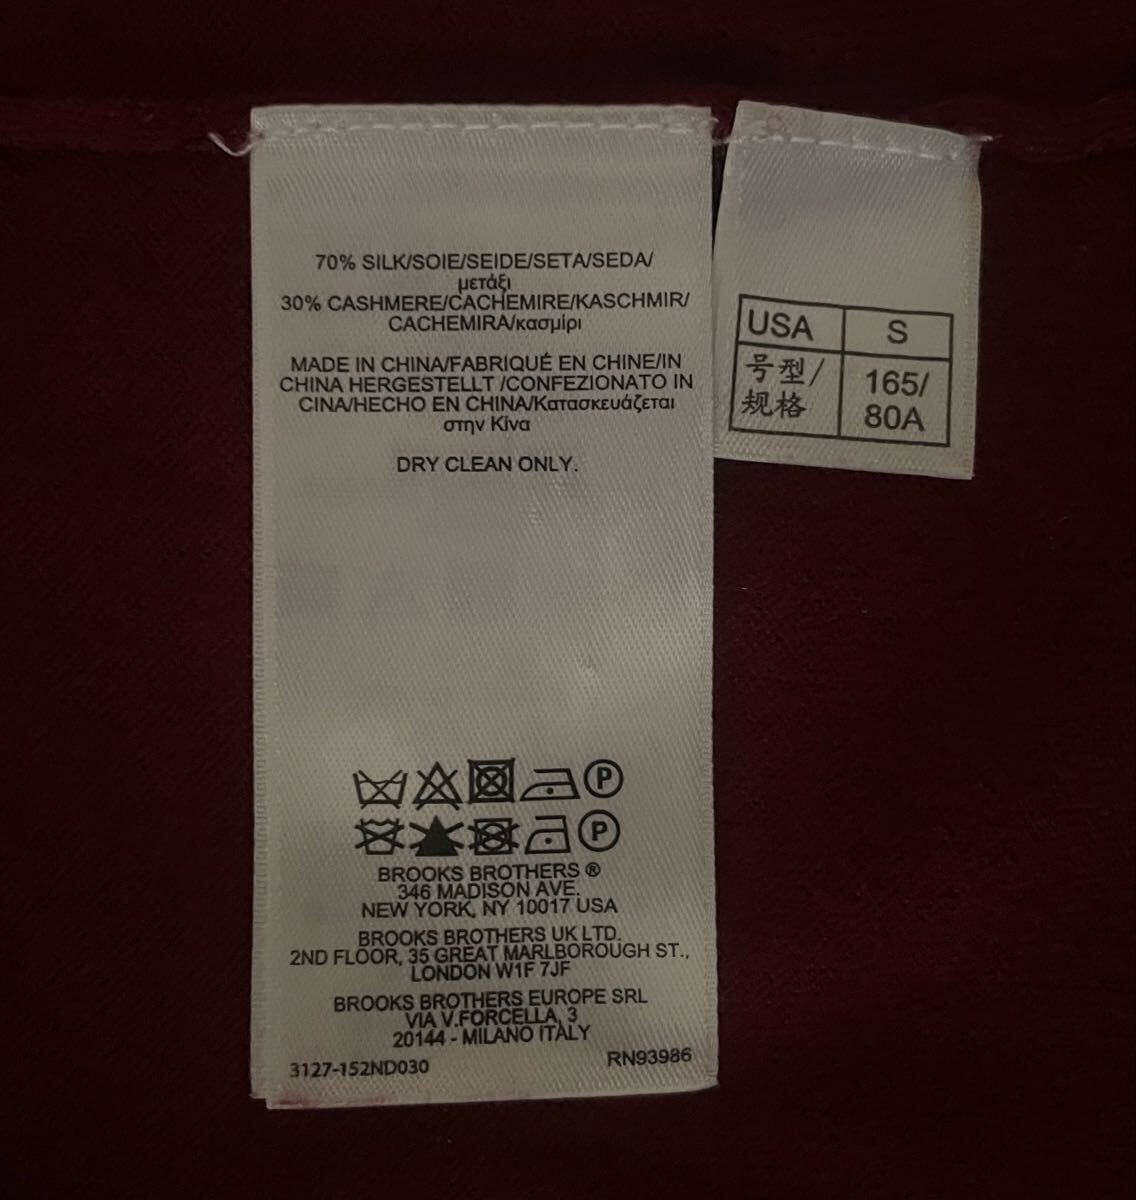 70% SILK/SOIE/SEIDE/SETA/SEDA/
μετάξι
30% CASHMERE/CACHEMIRE/KASCHMIR/
CACHEMIRA/κασμίρι
MADE IN CHINA/FABRIQUÉ EN CHINE/IN
CHINA HERGESTELLT /CONFEZIONATO IN
CINA/HECHO EN CHINA/Κατασκευάζεται
στην Κίνα
DRY CLEAN ONLY.
P
P
BROOKS BROTHERS ®
346 MADISON AVE.
NEW YORK, NY 10017 USA
BROOKS BROTHERS UK LTD.
2ND FLOOR, 35 GREAT MARLBOROUGH ST.,
LONDON W1F 7JF
BROOKS BROTHERS EUROPE SRL
VIA V.FORCELLA, 3
20144 - MILANO ITALY
3127-152ND030 RN93986
USA S
号型/ 165/
规格 80A